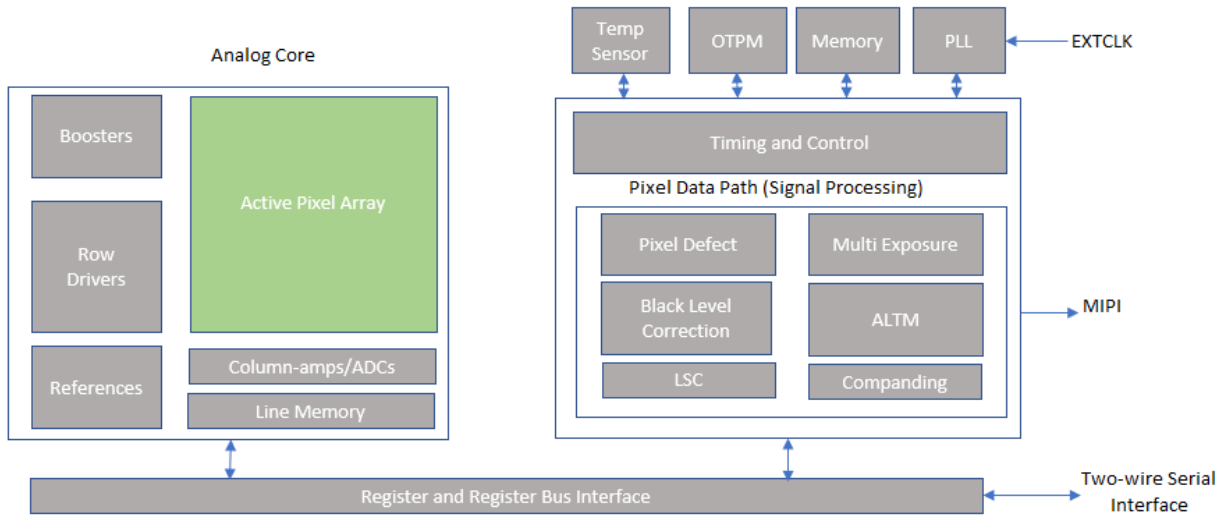 Analog Core
Boosters
Row
Drivers
References
Active Pixel Array
Column-amps/ADCs
Line Memory
Temp
Sensor
OTPM
Memory
PLL
EXTCLK
Timing and Control
Pixel Data Path (Signal Processing)
Pixel Defect
Multi Exposure
Black Level
Correction
ALTM
LSC
Companding
MIPI
Register and Register Bus Interface
Two-wire Serial
Interface